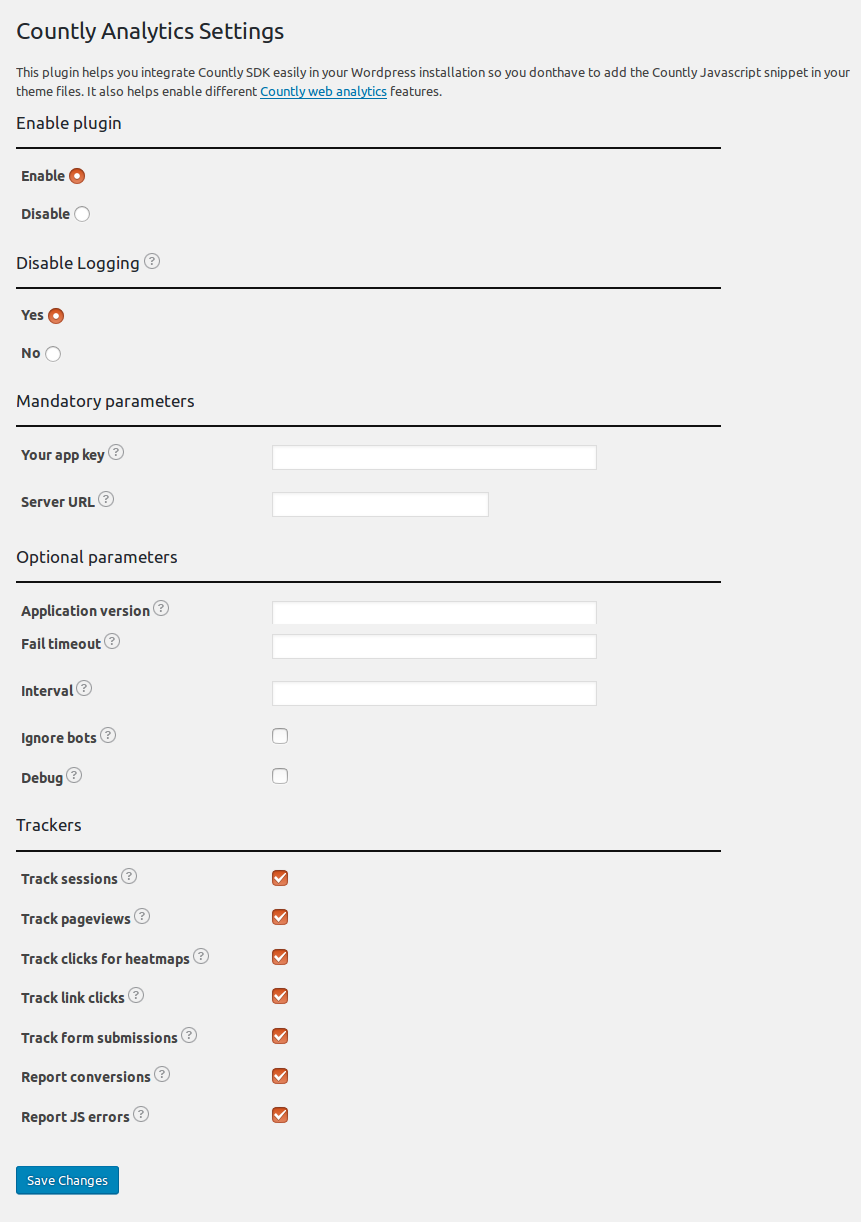 Countly Analytics Settings
This plugin helps you integrate Countly SDK easily in your Wordpress installation so you donthave to add the Countly Javascript snippet in your
theme files. It also helps enable different Countly web analytics features.
Enable plugin
Enable
Disable
Disable Logging ?
Yes
No
Mandatory parameters
Your app key ?
Server URL ?
Optional parameters
Application version ?
Fail timeout ?
Interval ?
Ignore bots ?
Debug ?
Trackers
Track sessions ?
Track pageviews ?
Track clicks for heatmaps ?
Track link clicks ?
Track form submissions ?
Report conversions ?
Report JS errors ?
Save Changes